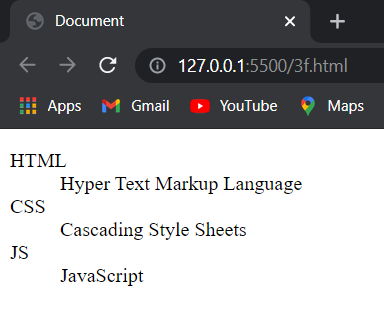 Document
127.0.0.1:5500/3f.html
Apps Gmail YouTube Maps
HTML
Hyper Text Markup Language
CSS
Cascading Style Sheets
JS
JavaScript